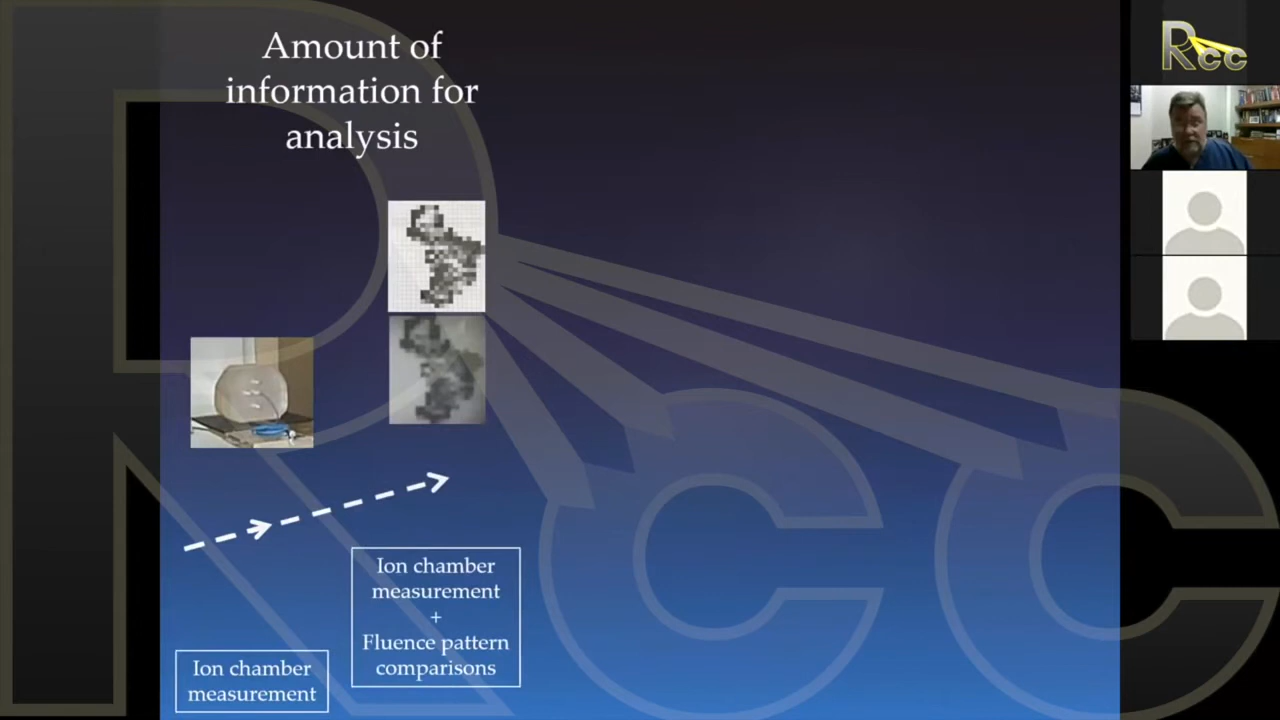 Amount of
information for
analysis
Ion chamber
measurement
+
Fluence pattern
comparisons
Ion chamber
measurement
Rcc